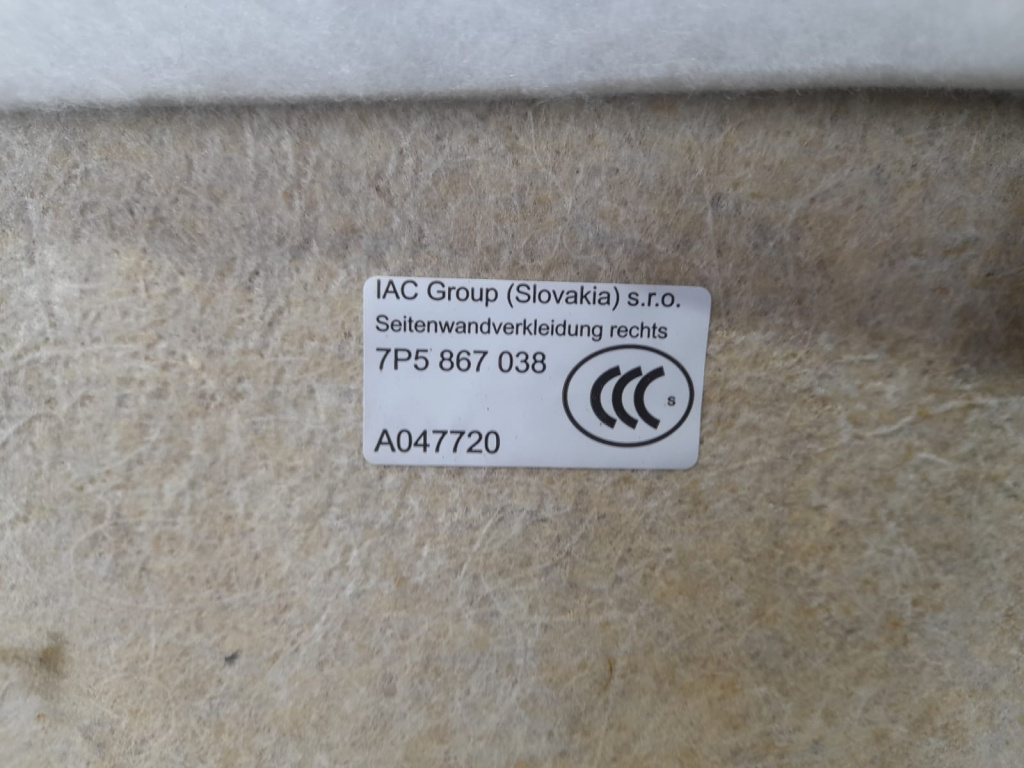 IAC Group (Slovakia) s.r.o.
Seitenwandverkleidung rechts
7P5 867 038
CCC s
A047720